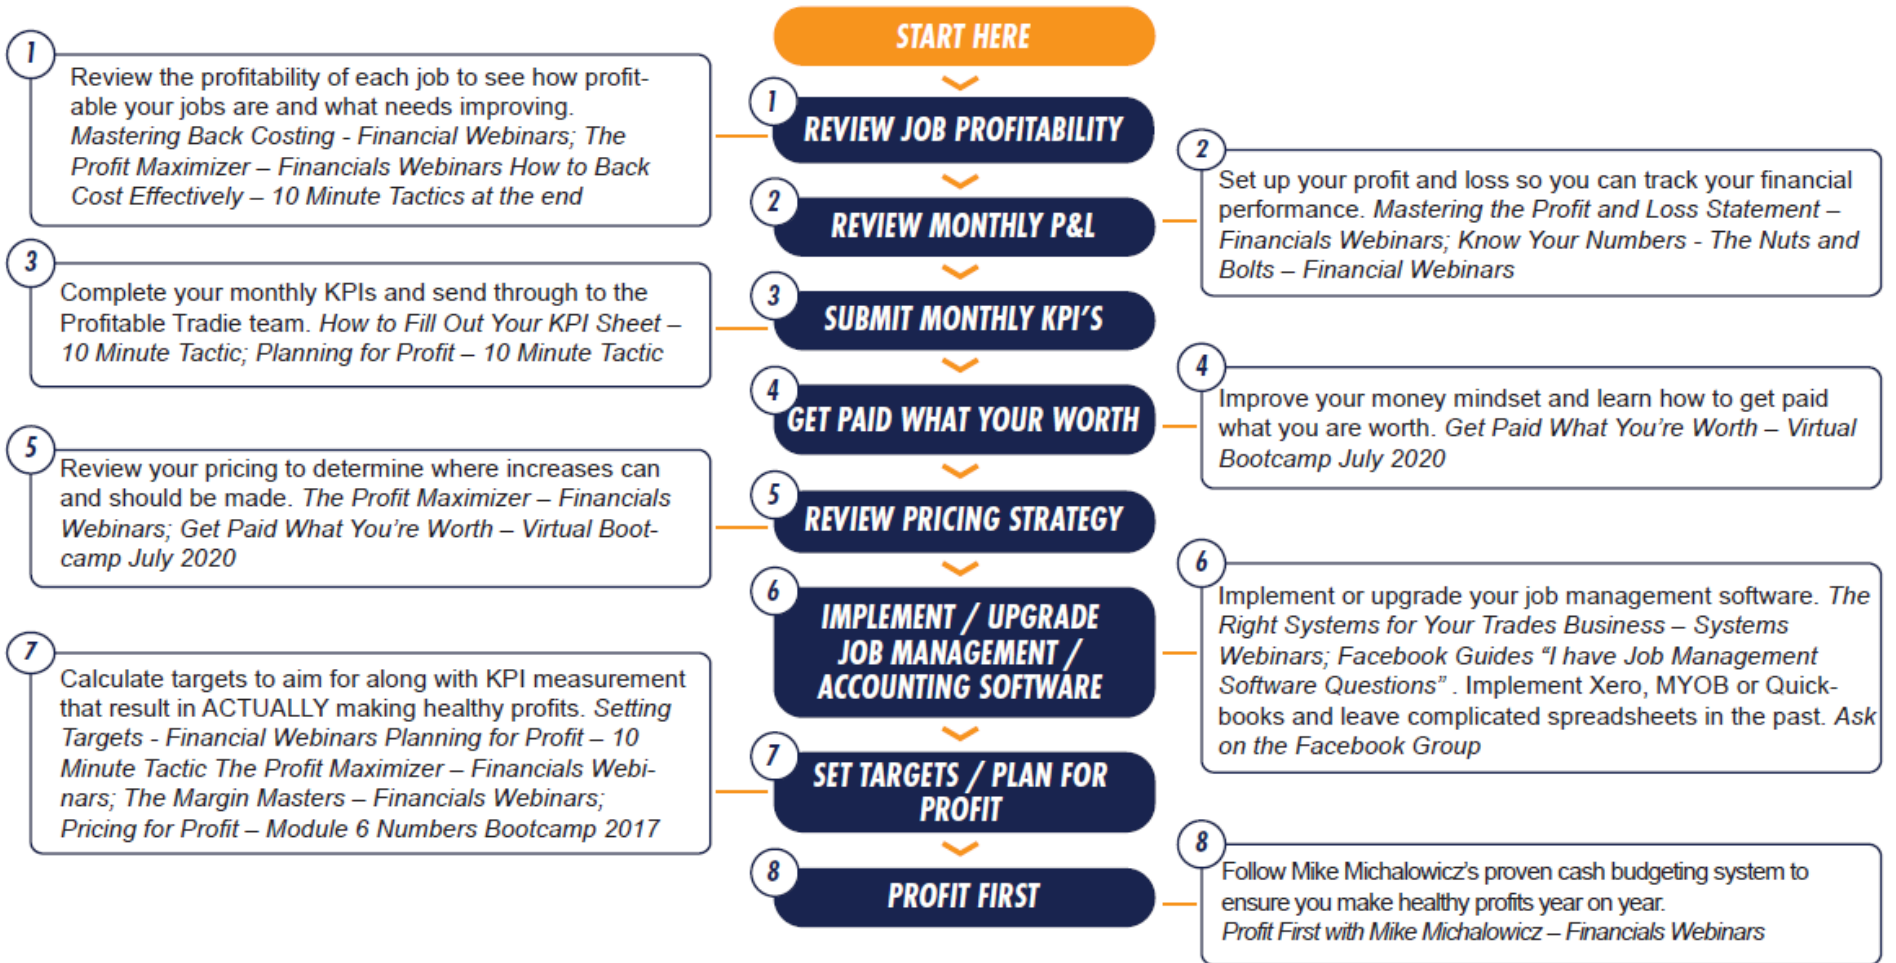 START HERE
1
REVIEW JOB PROFITABILITY
1
Review the profitability of each job to see how profit-
able your jobs are and what needs improving.
Mastering Back Costing - Financial Webinars; The
Profit Maximizer – Financials Webinars How to Back
Cost Effectively – 10 Minute Tactics at the end
2
REVIEW MONTHLY P&L
2
Set up your profit and loss so you can track your financial
performance. Mastering the Profit and Loss Statement –
Financials Webinars; Know Your Numbers - The Nuts and
Bolts – Financial Webinars
3
SUBMIT MONTHLY KPI'S
3
Complete your monthly KPIs and send through to the
Profitable Tradie team. How to Fill Out Your KPI Sheet –
10 Minute Tactic; Planning for Profit – 10 Minute Tactic
4
GET PAID WHAT YOUR WORTH
4
Improve your money mindset and learn how to get paid
what you are worth. Get Paid What You're Worth – Virtual
Bootcamp July 2020
5
REVIEW PRICING STRATEGY
5
Review your pricing to determine where increases can
and should be made. The Profit Maximizer – Financials
Webinars; Get Paid What You're Worth – Virtual Boot-
camp July 2020
6
IMPLEMENT / UPGRADE
JOB MANAGEMENT /
ACCOUNTING SOFTWARE
6
Implement or upgrade your job management software. The
Right Systems for Your Trades Business – Systems
Webinars; Facebook Guides “I have Job Management
Software Questions” . Implement Xero, MYOB or Quick-
books and leave complicated spreadsheets in the past. Ask
on the Facebook Group
7
SET TARGETS / PLAN FOR
PROFIT
7
Calculate targets to aim for along with KPI measurement
that result in ACTUALLY making healthy profits. Setting
Targets - Financial Webinars Planning for Profit – 10
Minute Tactic The Profit Maximizer – Financials Webi-
nars; The Margin Masters – Financials Webinars;
Pricing for Profit – Module 6 Numbers Bootcamp 2017
8
PROFIT FIRST
8
Follow Mike Michalowicz's proven cash budgeting system to
ensure you make healthy profits year on year.
Profit First with Mike Michalowicz – Financials Webinars